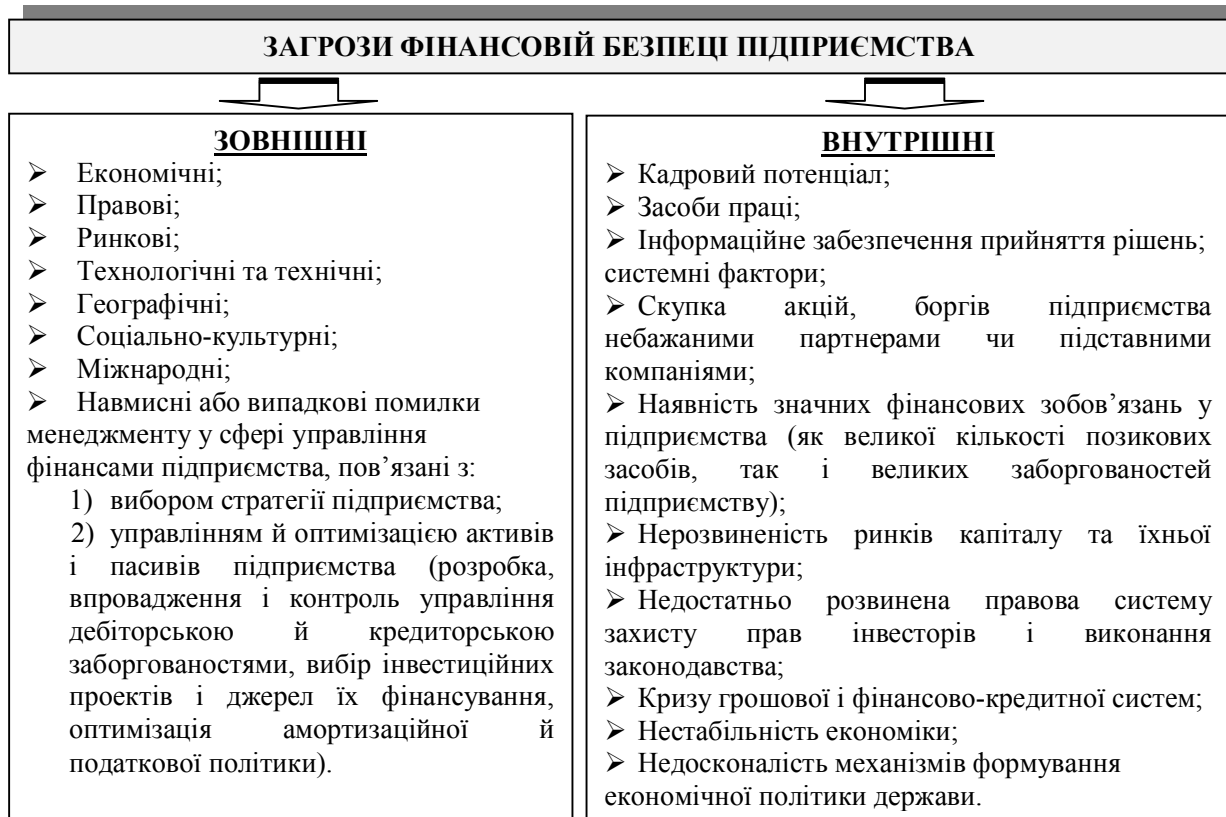 ЗАГРОЗИ ФІНАНСОВІЙ БЕЗПЕЦІ ПІДПРИЄМСТВА
ЗОВНІШНІ
➢ Економічні;
➢ Правові;
➢ Ринкові;
➢ Технологічні та технічні;
➢ Географічні;
➢ Соціально-культурні;
➢ Міжнародні;
➢ Навмисні або випадкові помилки
менеджменту у сфері управління
фінансами підприємства, пов’язані з:
1) вибором стратегії підприємства;
2) управлінням й оптимізацією активів
і пасивів підприємства (розробка,
впровадження і контроль управління
дебіторською й кредиторською
заборгованостями, вибір інвестиційних
проектів і джерел їх фінансування,
оптимізація амортизаційної й
податкової політики).
ВНУТРІШНІ
➢ Кадровий потенціал;
➢ Засоби праці;
➢ Інформаційне забезпечення прийняття рішень;
системні фактори;
➢ Скупка акцій, боргів підприємства
небажаними партнерами чи підставними
компаніями;
➢ Наявність значних фінансових зобов’язань у
підприємства (як великої кількості позикових
засобів, так і великих заборгованостей
підприємству);
➢ Нерозвиненість ринків капіталу та їхньої
інфраструктури;
➢ Недостатньо розвинена правова систему
захисту прав інвесторів і виконання
законодавства;
➢ Кризу грошової і фінансово-кредитної систем;
➢ Нестабільність економіки;
➢ Недосконалість механізмів формування
економічної політики держави.